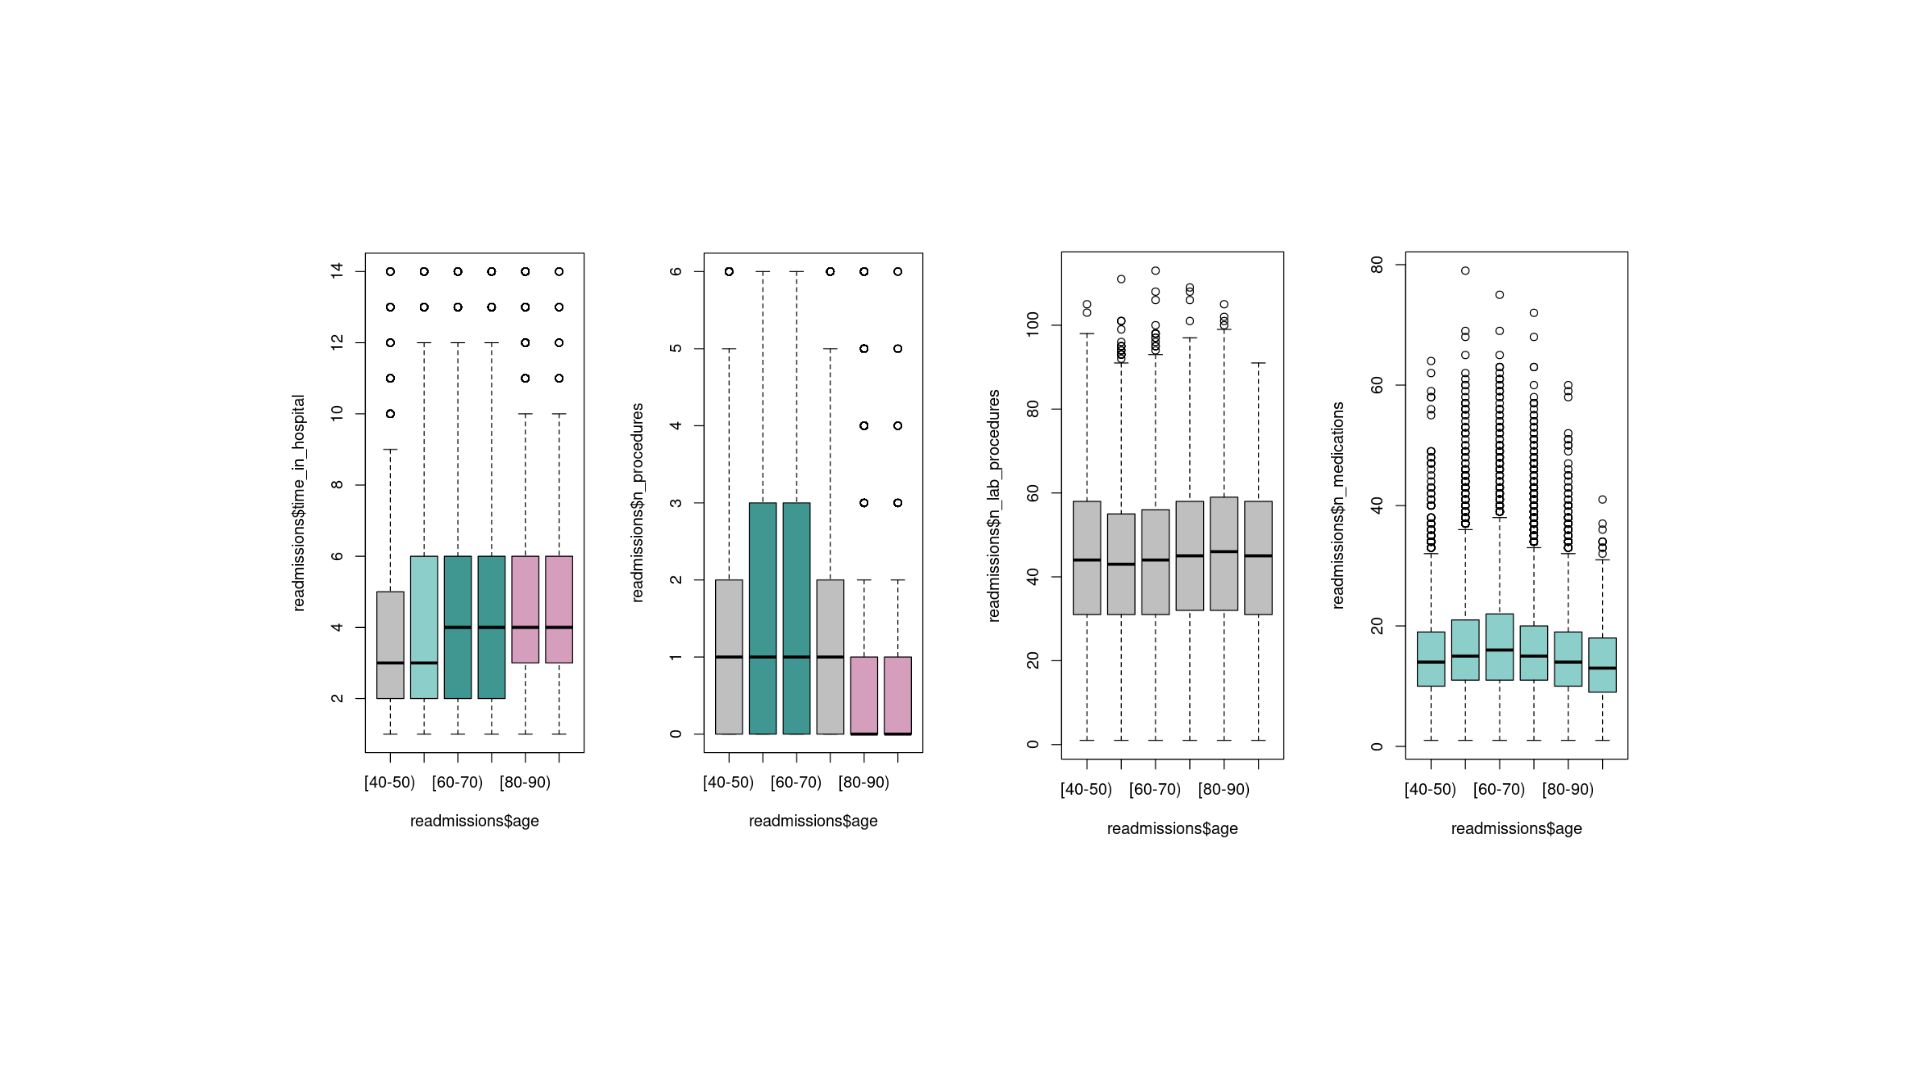 readmissions$time_in_hospital
14
12
10
8
6
4
2
[40-50) [60-70) [80-90)
readmissions$age
readmissions$n_procedures
6
5
4
3
2
1
0
[40-50) [60-70) [80-90)
readmissions$age
readmissions$n_lab_procedures
100
80
60
40
20
0
[40-50) [60-70) [80-90)
readmissions$age
readmissions$n_medications
80
60
40
20
0
[40-50) [60-70) [80-90)
readmissions$age